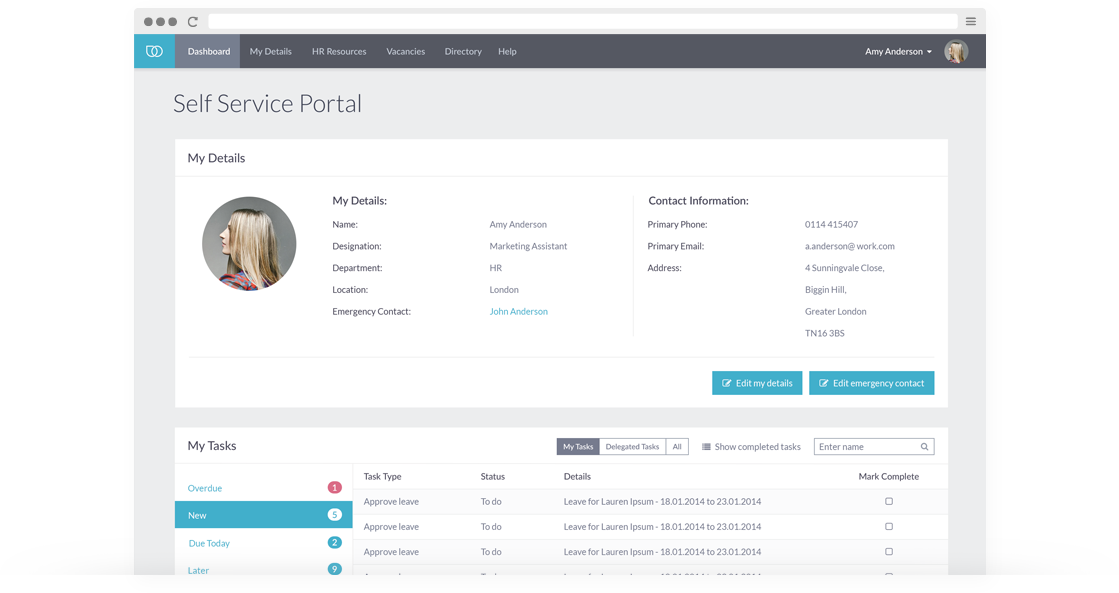 Dashboard My Details HR Resources Vacancies Directory Help Amy Anderson
Self Service Portal
My Details
My Details: Contact Information:
Name: Amy Anderson Primary Phone: 0114 415407
Designation: Marketing Assistant Primary Email: a.anderson@ work.com
Department: HR Address: 4 Sunningvale Close,
Location: London Biggin Hill,
Emergency Contact: John Anderson Greater London
TN16 3BS
Edit my details Edit emergency contact
My Tasks My Tasks Delegated Tasks All Show completed tasks Enter name
Task Type Status Details Mark Complete
Overdue 1
Approve leave To do Leave for Lauren Ipsum - 18.01.2014 to 23.01.2014
New 5
Approve leave To do Leave for Lauren Ipsum - 18.01.2014 to 23.01.2014
Due Today 2
Approve leave To do Leave for Lauren Ipsum - 18.01.2014 to 23.01.2014
Later 9